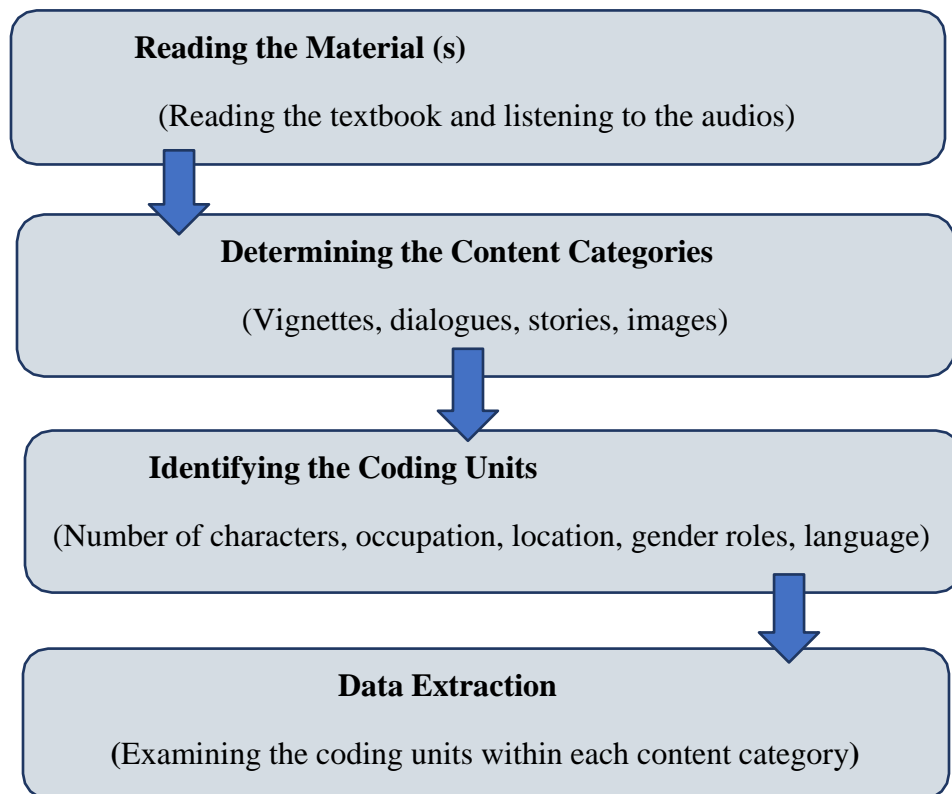 Reading the Material (s)
(Reading the textbook and listening to the audios)
Determining the Content Categories
(Vignettes, dialogues, stories, images)
Identifying the Coding Units
(Number of characters, occupation, location, gender roles, language)
Data Extraction
(Examining the coding units within each content category)